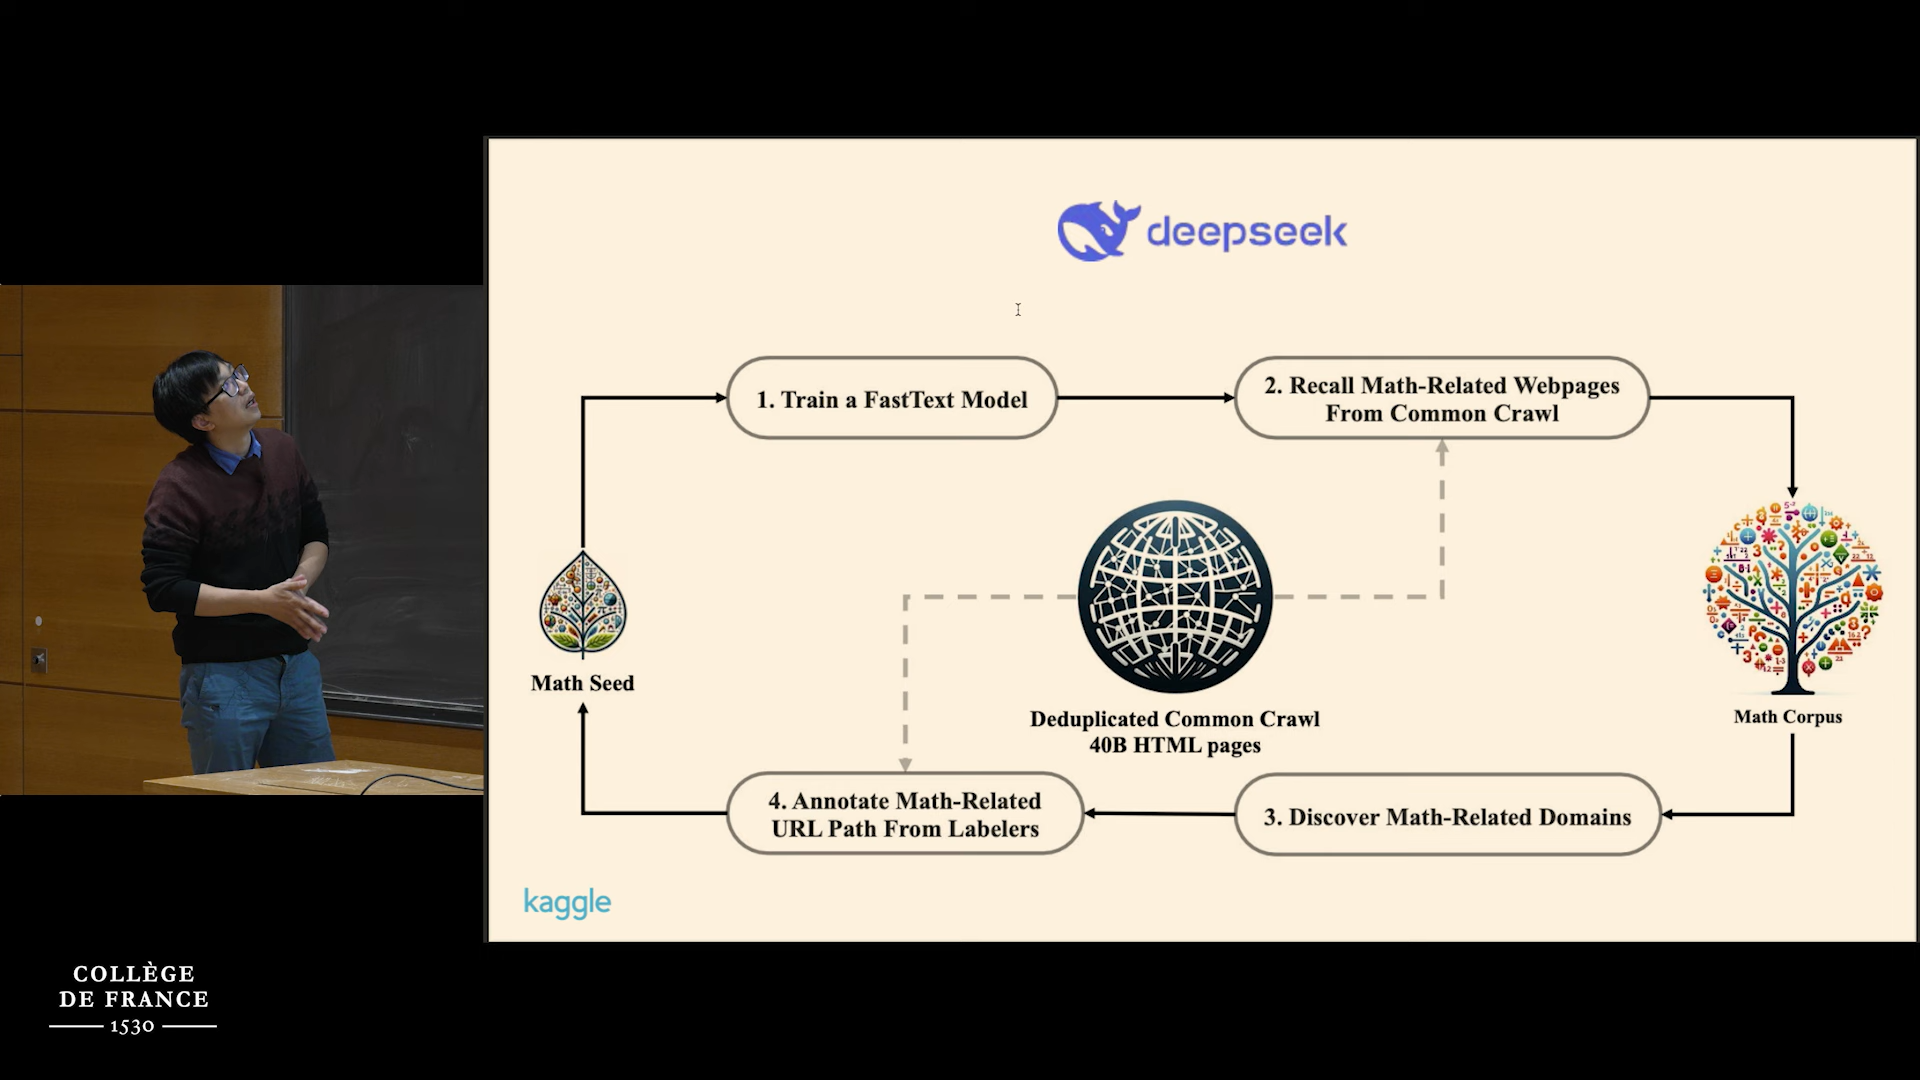 deepseek
1. Train a FastText Model
2. Recall Math-Related Webpages
From Common Crawl
Math Seed
Deduplicated Common Crawl
40B HTML pages
Math Corpus
4. Annotate Math-Related
URL Path From Labelers
3. Discover Math-Related Domains
kaggle
COLLÈGE
DE FRANCE
1530